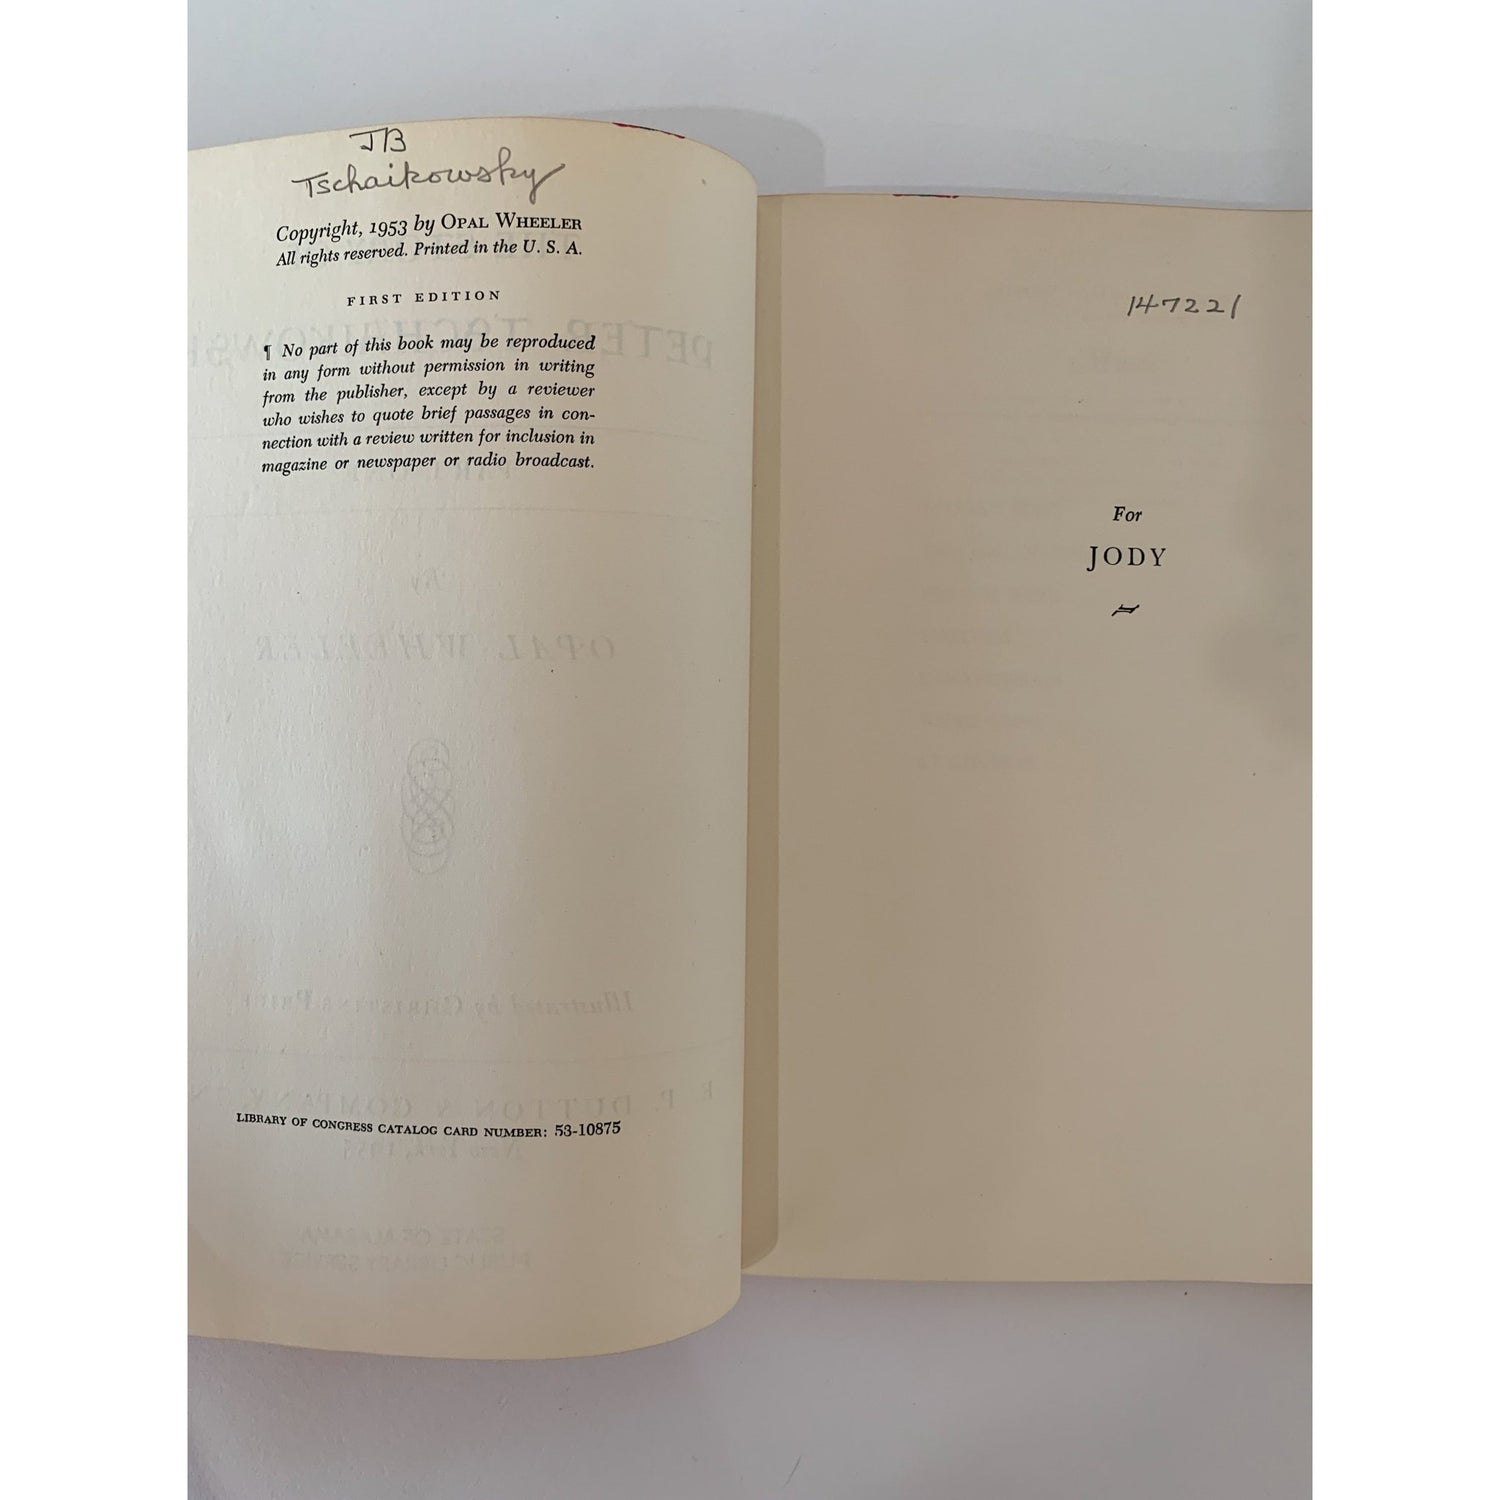 JB
Tschaikowsky
Copyright, 1953 by OPAL WHEELER
All rights reserved. Printed in the U. S. A.
FIRST EDITION
¶ No part of this book may be reproduced
in any form without permission in writing
from the publisher, except by a reviewer
who wishes to quote brief passages in con-
nection with a review written for inclusion in
magazine or newspaper or radio broadcast.
LIBRARY OF CONGRESS CATALOG CARD NUMBER: 53-10875
147221
For
JODY